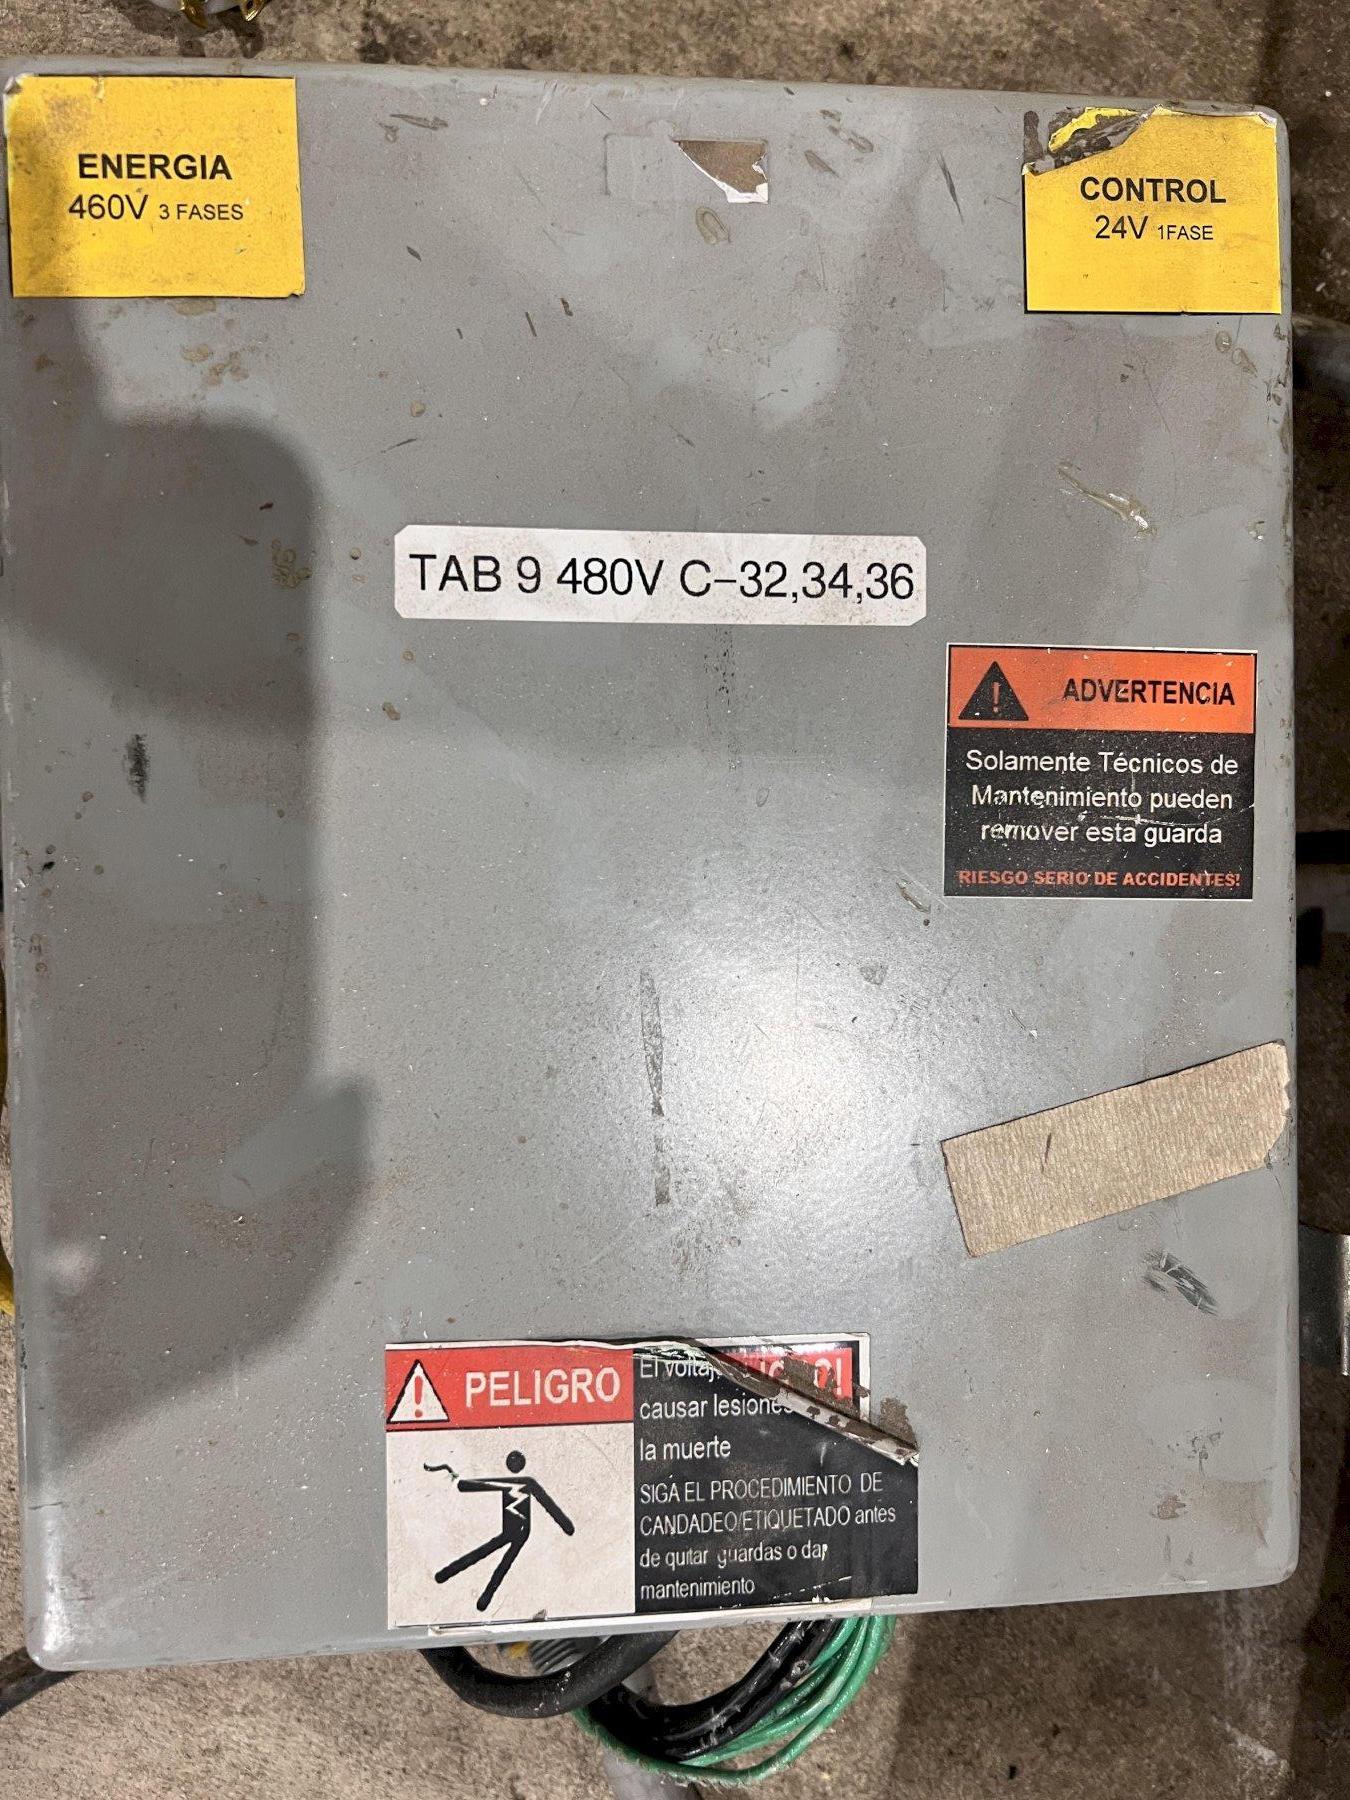 ENERGIA
460V 3 FASES
CONTROL
24V 1FASE
TAB 9 480V C-32,34,36
ADVERTENCIA
Solamente Técnicos de
Mantenimiento pueden
remover esta guarda
RIESGO SERIO DE ACCIDENTES!
PELIGRO
El
causar
la muerte
SIGA EL PROCEDIMIENTO DE
CANDADEO/ETIQUETADO antes
de quitar guardas o dar
mantenimiento